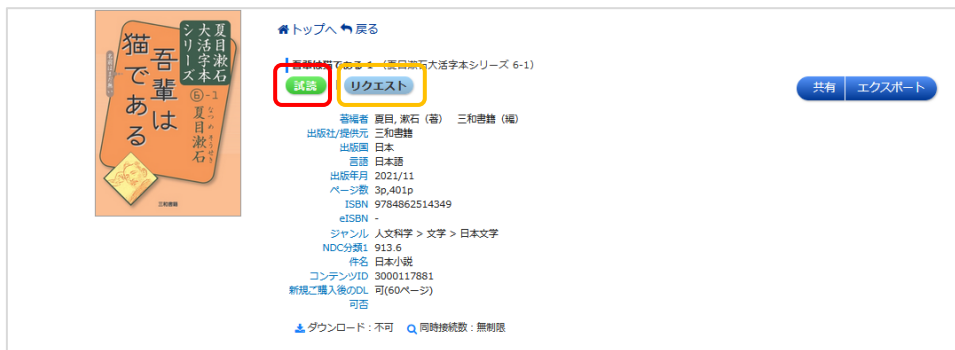 夏目漱石
大活字本
シリーズ
⑥-1
吾輩は
猫である
夏目漱石
なつめ そうせき
三和書籍
トップへ 戻る
吾輩は猫である 1 (夏目漱石大活字本シリーズ 6-1)
試読 リクエスト
共有 エクスポート
著編者 夏目, 漱石(著) 三和書籍(編)
出版社/提供元 三和書籍
出版国 日本
言語 日本語
出版年月 2021/11
ページ数 3p,401p
ISBN 9784862514349
eISBN -
ジャンル 人文科学 > 文学 > 日本文学
NDC分類1 913.6
件名 日本小説
コンテンツID 3000117881
新規ご購入後のDL 可(60ページ)
可否
ダウンロード:不可 同時接続数:無制限